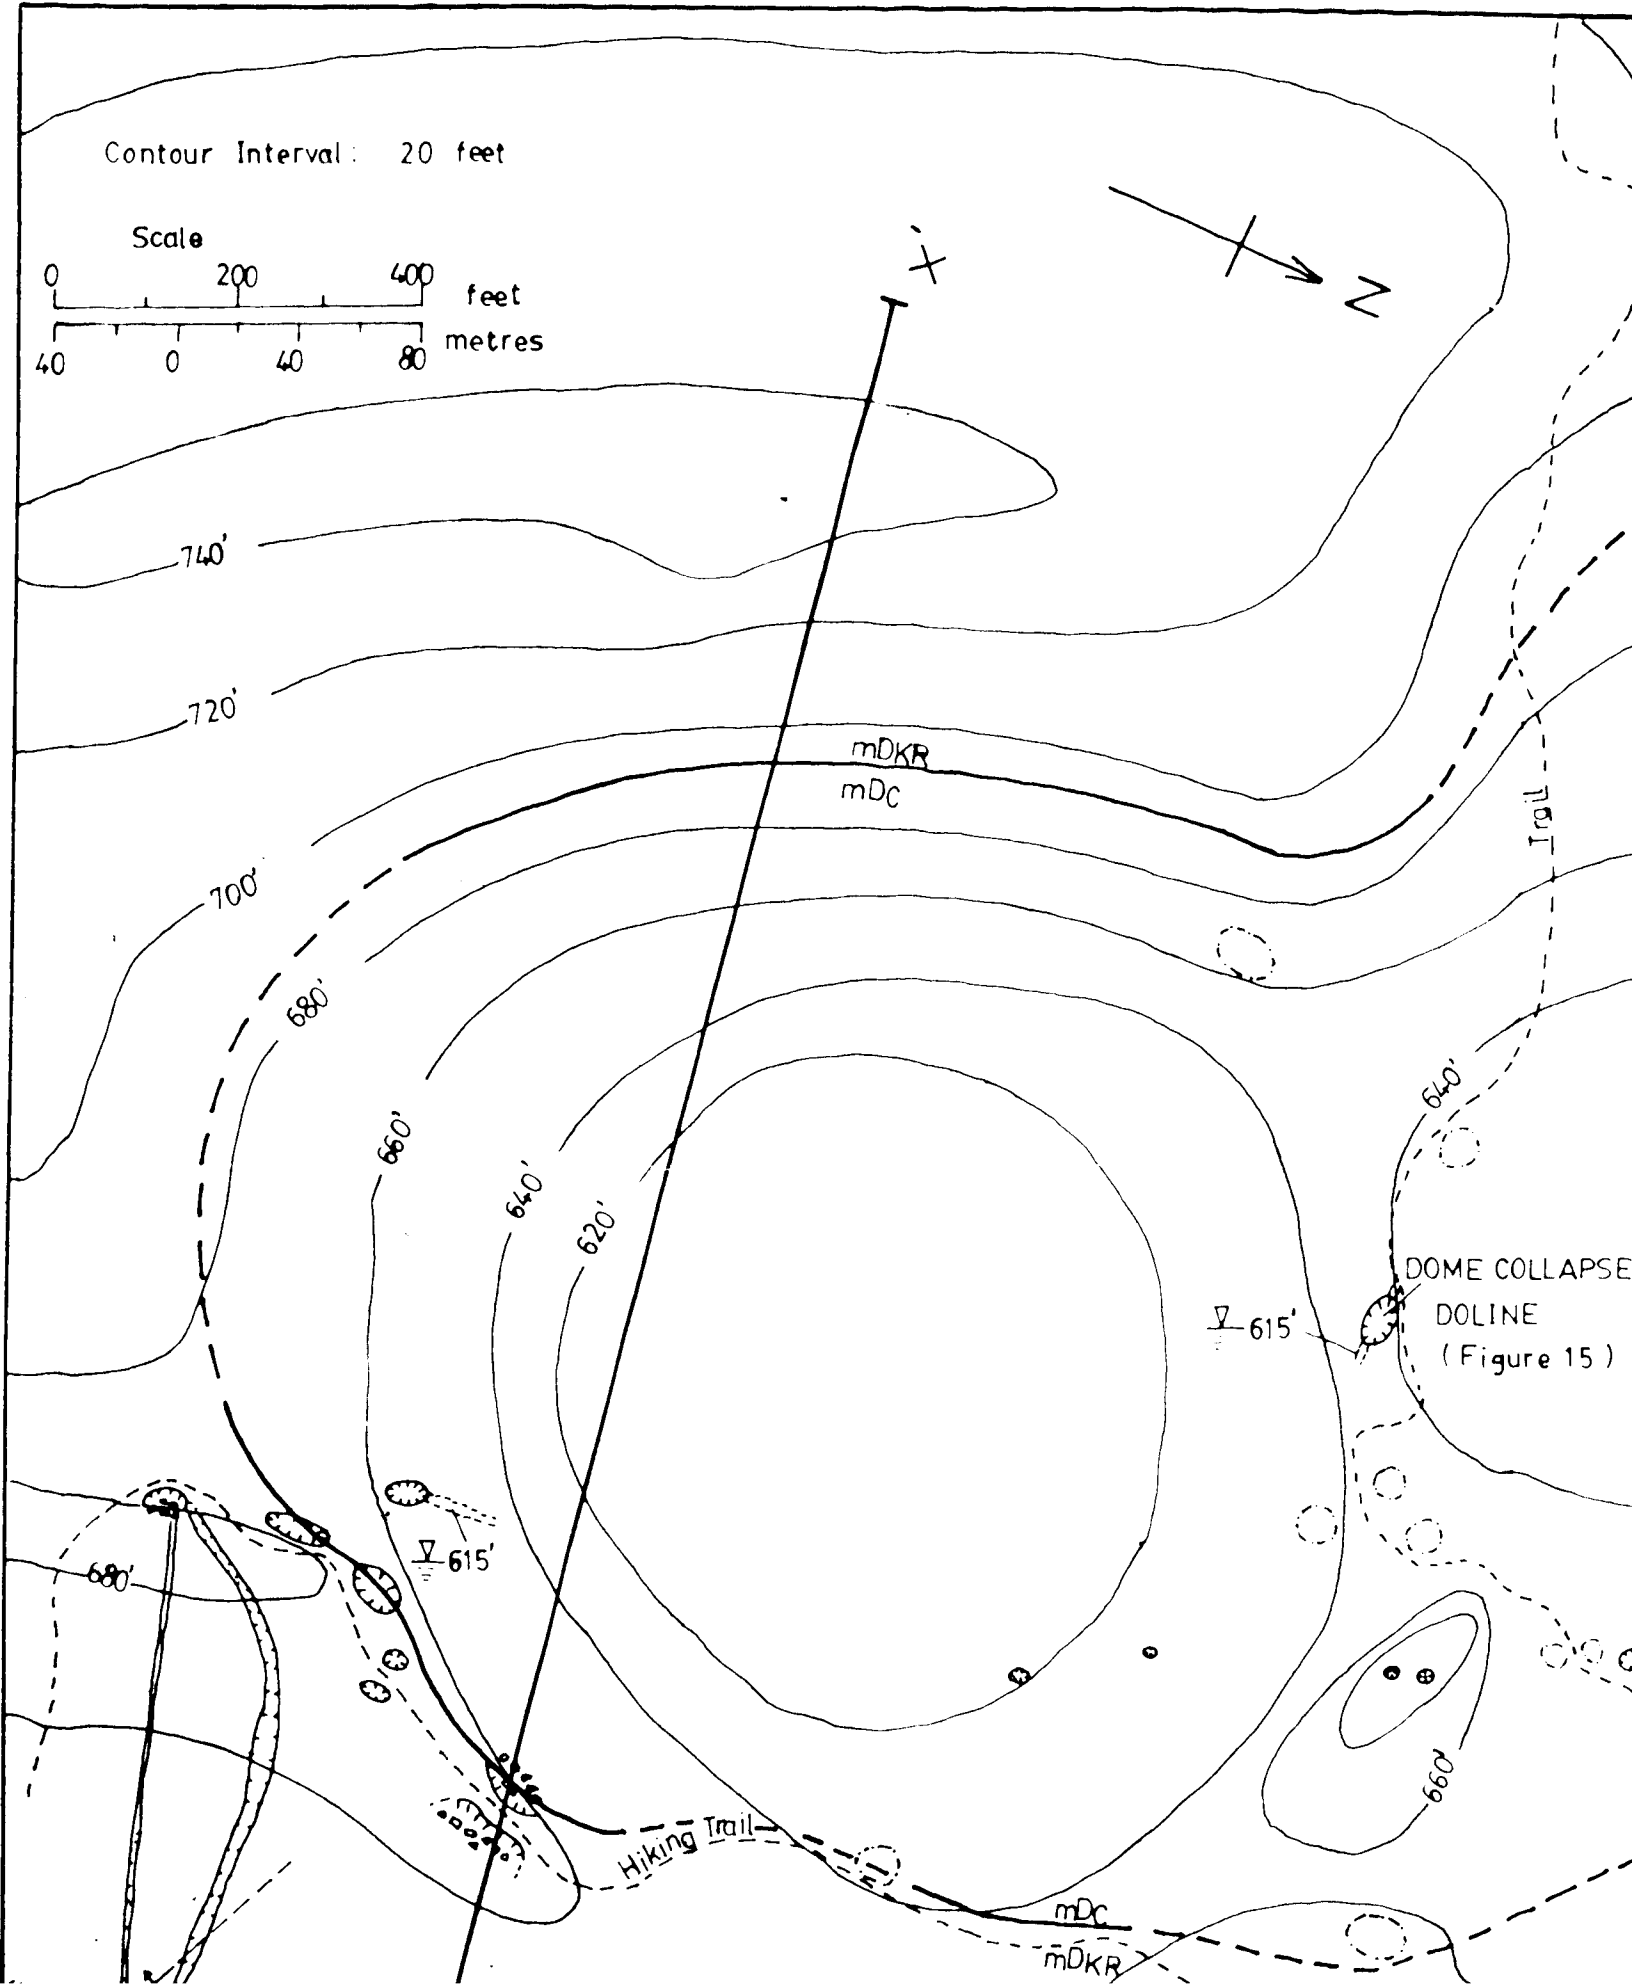 Contour Interval: 20 feet
Scale
0 200 400
feet
metres
40 0 40 80
X
N
740'
720'
mDKR
mDC
Trail
700'
680'
640'
660'
640'
620'
DOME COLLAPSE
DOLINE
(Figure 15)
615'
615'
680'
660'
Hiking Trail
mDC
mDKR